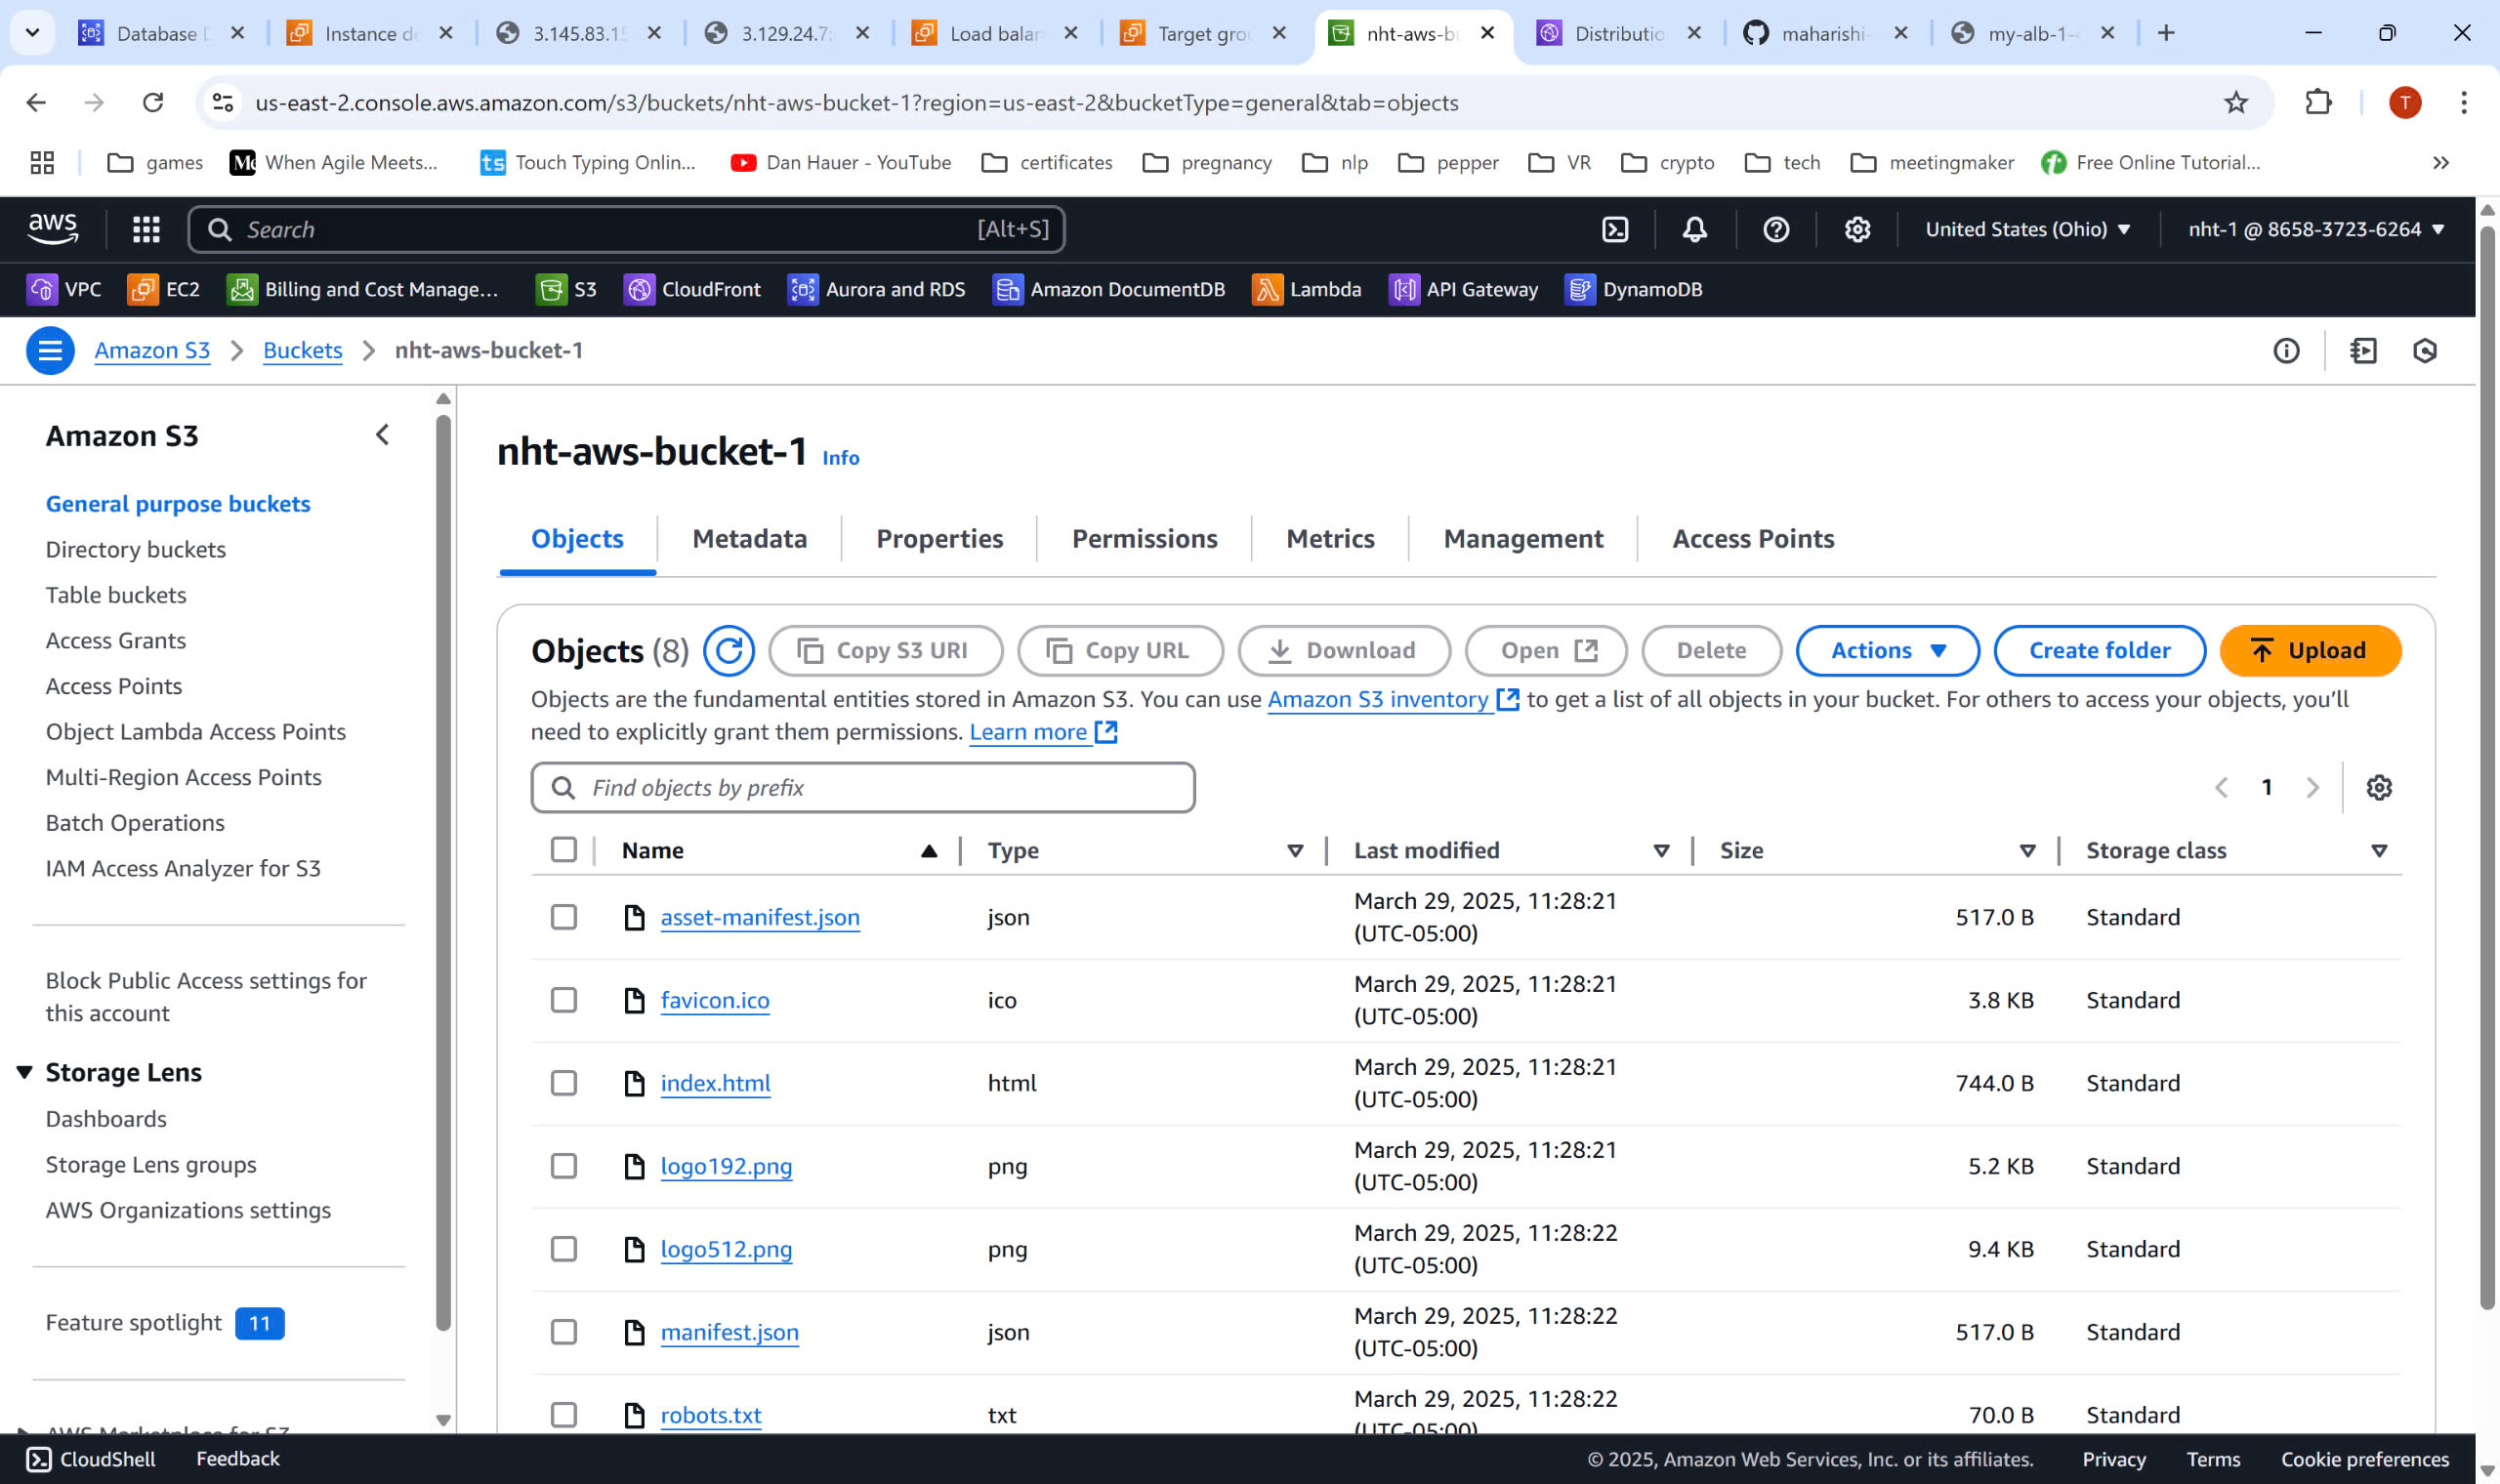 Database D
Instance de
3.145.83.15
3.129.24.7:
Load balan
Target grou
nht-aws-bu
Distributio
maharishi-
my-alb-1-
us-east-2.console.aws.amazon.com/s3/buckets/nht-aws-bucket-1?region=us-east-2&bucketType=general&tab=objects
T
games
When Agile Meets...
Touch Typing Onlin...
Dan Hauer - YouTube
certificates
pregnancy
nlp
pepper
VR
crypto
tech
meetingmaker
Free Online Tutorial...
aws
Search
[Alt+S]
United States (Ohio)
nht-1 @ 8658-3723-6264
VPC
EC2
Billing and Cost Manage...
S3
CloudFront
Aurora and RDS
Amazon DocumentDB
Lambda
API Gateway
DynamoDB
Amazon S3
Buckets
nht-aws-bucket-1
Amazon S3
General purpose buckets
Directory buckets
Table buckets
Access Grants
Access Points
Object Lambda Access Points
Multi-Region Access Points
Batch Operations
IAM Access Analyzer for S3
Block Public Access settings for
this account
Storage Lens
Dashboards
Storage Lens groups
AWS Organizations settings
Feature spotlight 11
AWS Marketplace for S3
nht-aws-bucket-1 Info
Objects
Metadata
Properties
Permissions
Metrics
Management
Access Points
Objects (8)
Copy S3 URI
Copy URL
Download
Open
Delete
Actions
Create folder
Upload
Objects are the fundamental entities stored in Amazon S3. You can use Amazon S3 inventory to get a list of all objects in your bucket. For others to access your objects, you'll
need to explicitly grant them permissions. Learn more
Find objects by prefix
1
Name
Type
Last modified
Size
Storage class
asset-manifest.json
json
March 29, 2025, 11:28:21
(UTC-05:00)
517.0 B
Standard
favicon.ico
ico
March 29, 2025, 11:28:21
(UTC-05:00)
3.8 KB
Standard
index.html
html
March 29, 2025, 11:28:21
(UTC-05:00)
744.0 B
Standard
logo192.png
png
March 29, 2025, 11:28:21
(UTC-05:00)
5.2 KB
Standard
logo512.png
png
March 29, 2025, 11:28:22
(UTC-05:00)
9.4 KB
Standard
manifest.json
json
March 29, 2025, 11:28:22
(UTC-05:00)
517.0 B
Standard
robots.txt
txt
March 29, 2025, 11:28:22
(UTC-05:00)
70.0 B
Standard
CloudShell
Feedback
© 2025, Amazon Web Services, Inc. or its affiliates.
Privacy
Terms
Cookie preferences